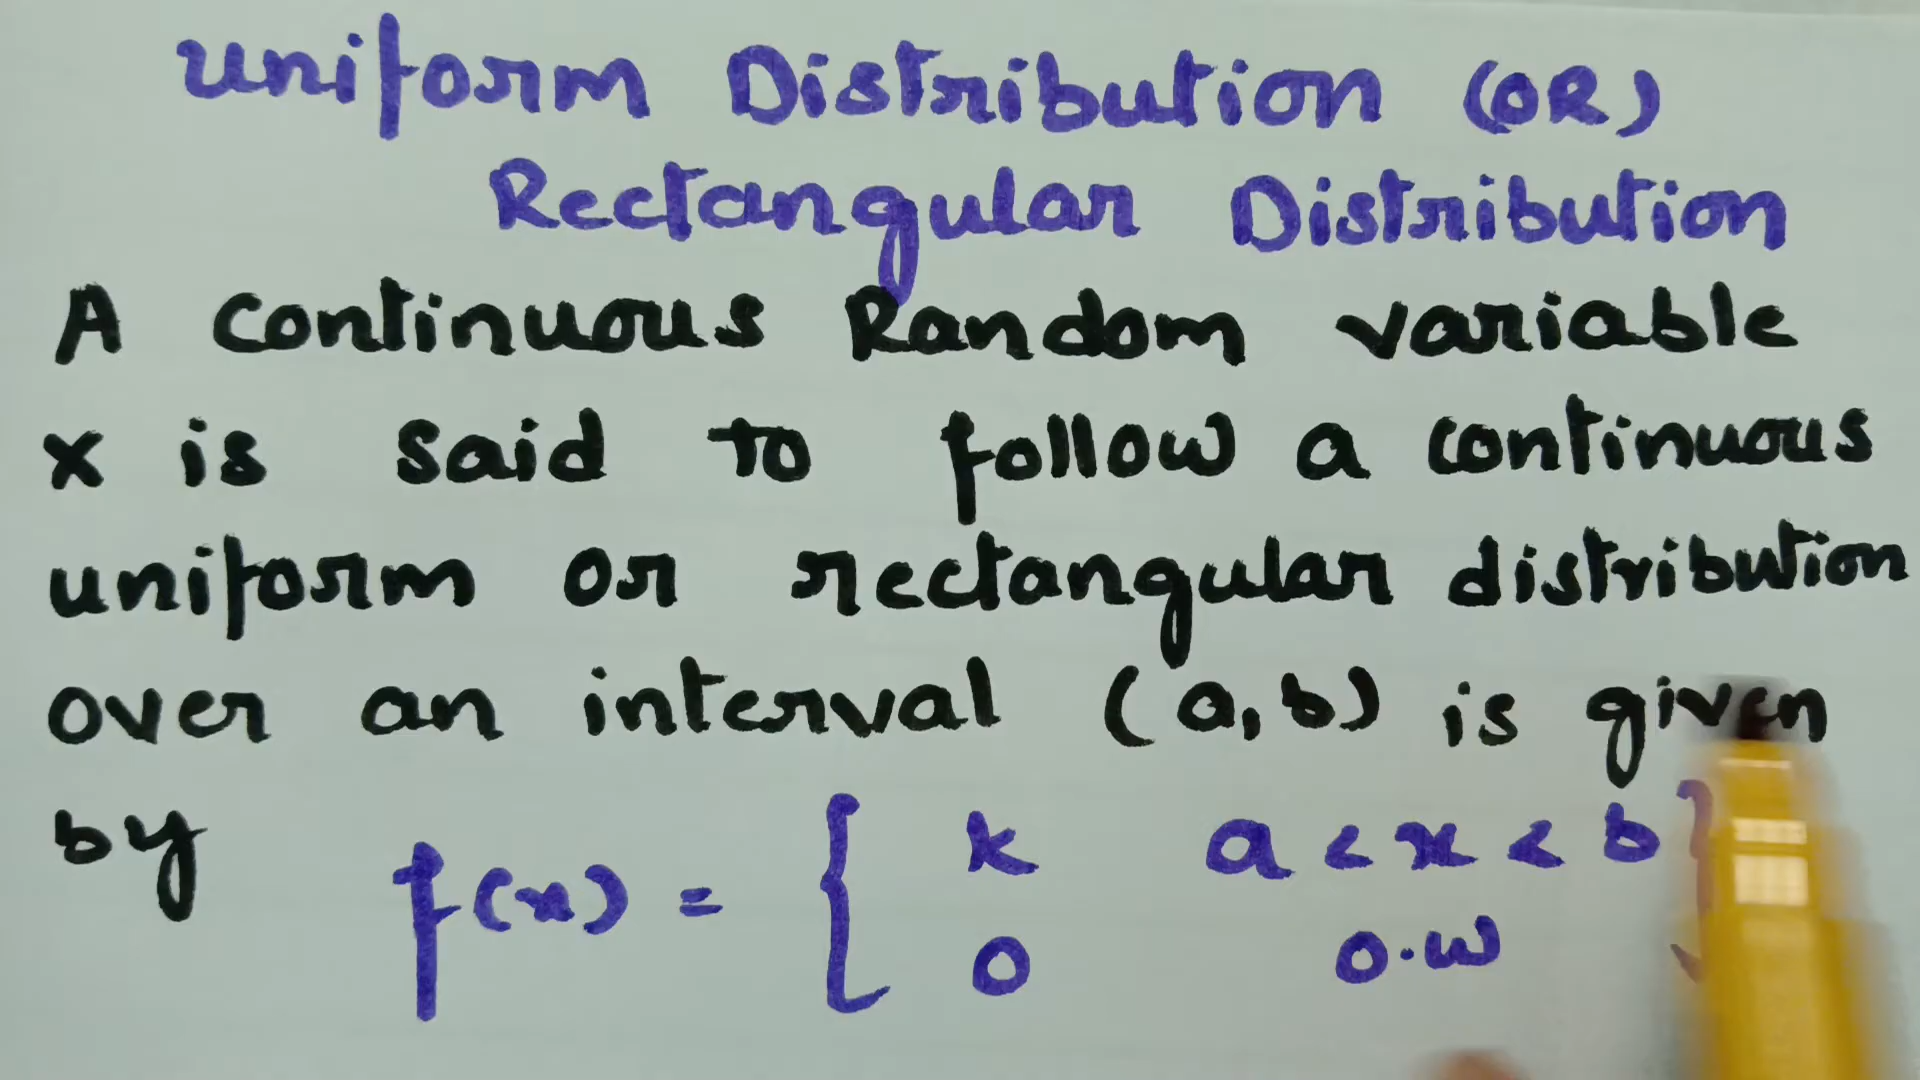 Uniform Distribution (OR)
Rectangular Distribution
A continuous Random variable
x is said to follow a continuous
uniform or rectangular distribution
over an interval (a,b) is given
by f(x) = { k a < x < b }
0 o.w